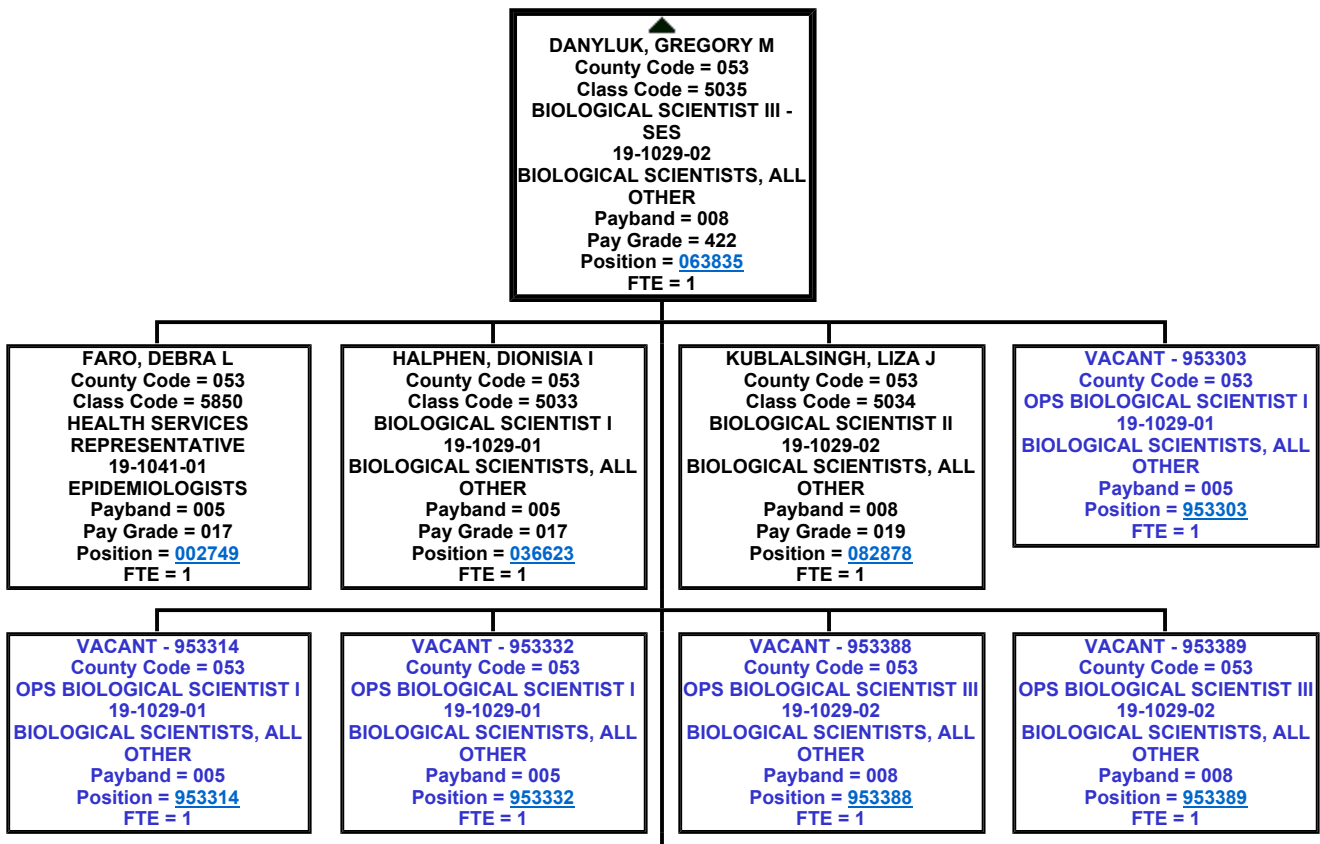 DANYLUK, GREGORY M
County Code = 053
Class Code = 5035
BIOLOGICAL SCIENTIST III -
SES
19-1029-02
BIOLOGICAL SCIENTISTS, ALL
OTHER
Payband = 008
Pay Grade = 422
Position = 063835
FTE = 1
FARO, DEBRA L
County Code = 053
Class Code = 5850
HEALTH SERVICES
REPRESENTATIVE
19-1041-01
EPIDEMIOLOGISTS
Payband = 005
Pay Grade = 017
Position = 002749
FTE = 1
HALPHEN, DIONISIA I
County Code = 053
Class Code = 5033
BIOLOGICAL SCIENTIST I
19-1029-01
BIOLOGICAL SCIENTISTS, ALL
OTHER
Payband = 005
Pay Grade = 017
Position = 036623
FTE = 1
KUBLALSINGH, LIZA J
County Code = 053
Class Code = 5034
BIOLOGICAL SCIENTIST II
19-1029-02
BIOLOGICAL SCIENTISTS, ALL
OTHER
Payband = 008
Pay Grade = 019
Position = 082878
FTE = 1
VACANT - 953303
County Code = 053
OPS BIOLOGICAL SCIENTIST I
19-1029-01
BIOLOGICAL SCIENTISTS, ALL
OTHER
Payband = 005
Position = 953303
FTE = 1
VACANT - 953314
County Code = 053
OPS BIOLOGICAL SCIENTIST I
19-1029-01
BIOLOGICAL SCIENTISTS, ALL
OTHER
Payband = 005
Position = 953314
FTE = 1
VACANT - 953332
County Code = 053
OPS BIOLOGICAL SCIENTIST I
19-1029-01
BIOLOGICAL SCIENTISTS, ALL
OTHER
Payband = 005
Position = 953332
FTE = 1
VACANT - 953388
County Code = 053
OPS BIOLOGICAL SCIENTIST III
19-1029-02
BIOLOGICAL SCIENTISTS, ALL
OTHER
Payband = 008
Position = 953388
FTE = 1
VACANT - 953389
County Code = 053
OPS BIOLOGICAL SCIENTIST III
19-1029-02
BIOLOGICAL SCIENTISTS, ALL
OTHER
Payband = 008
Position = 953389
FTE = 1